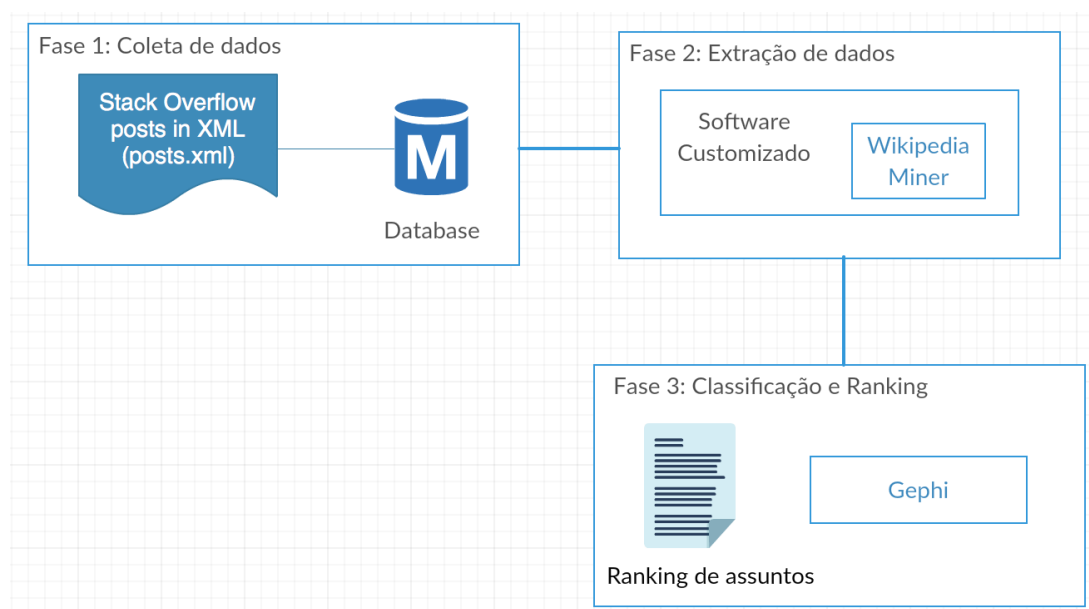 Fase 1: Coleta de dados
Stack Overflow
posts in XML
(posts.xml)
M
Database
Fase 2: Extração de dados
Software
Customizado
Wikipedia
Miner
Fase 3: Classificação e Ranking
Gephi
Ranking de assuntos